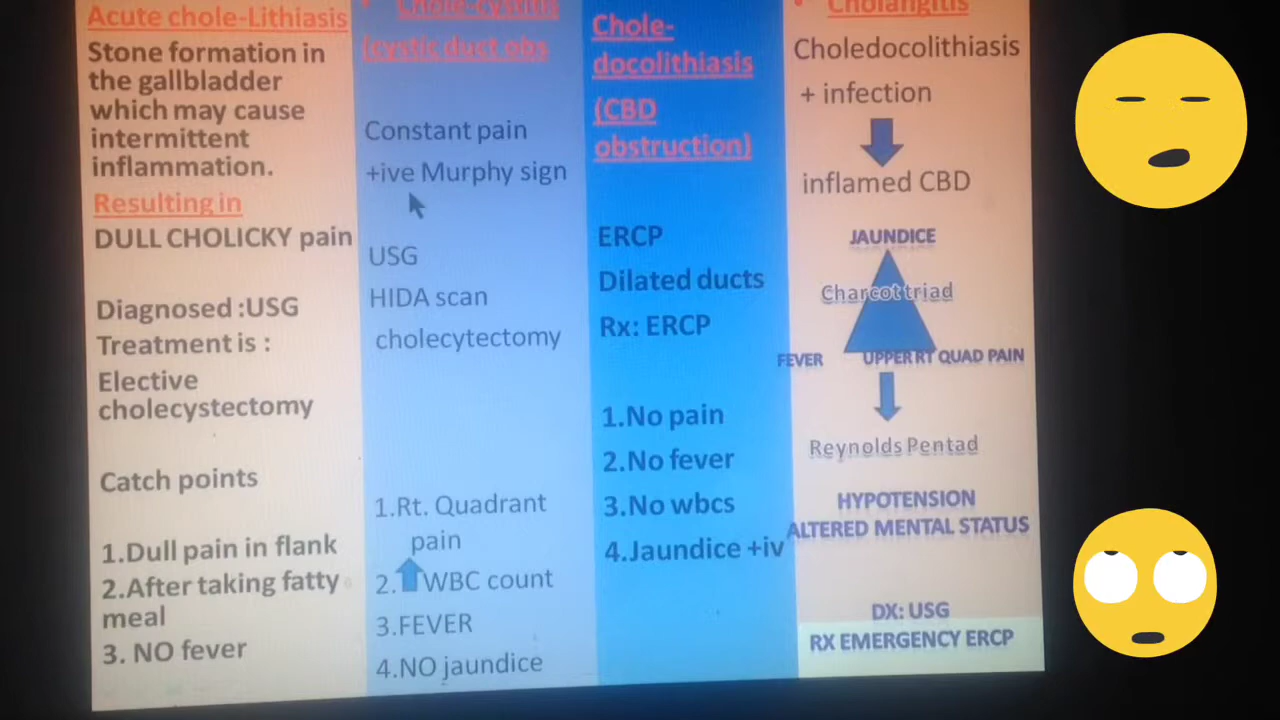 Acute chole-Lithiasis
Stone formation in
the gallbladder
which may cause
intermittent
inflammation.
Resulting in
DULL CHOLICKY pain
Diagnosed :USG
Treatment is :
Elective
cholecystectomy
Catch points
1.Dull pain in flank
2.After taking fatty
meal
3. NO fever
(cystic duct obs
Constant pain
+ive Murphy sign
USG
HIDA scan
cholecytectomy
1.Rt. Quadrant
pain
2. WBC count
3.FEVER
4.NO jaundice
Chole-
docolithiasis
(CBD
obstruction)
ERCP
Dilated ducts
Rx: ERCP
1.No pain
2.No fever
3.No wbcs
4.Jaundice +iv
Cholangitis
Choledocolithiasis
+ infection
inflamed CBD
JAUNDICE
Charcot triad
FEVER UPPER RT QUAD PAIN
Reynolds Pentad
HYPOTENSION
ALTERED MENTAL STATUS
DX: USG
RX EMERGENCY ERCP